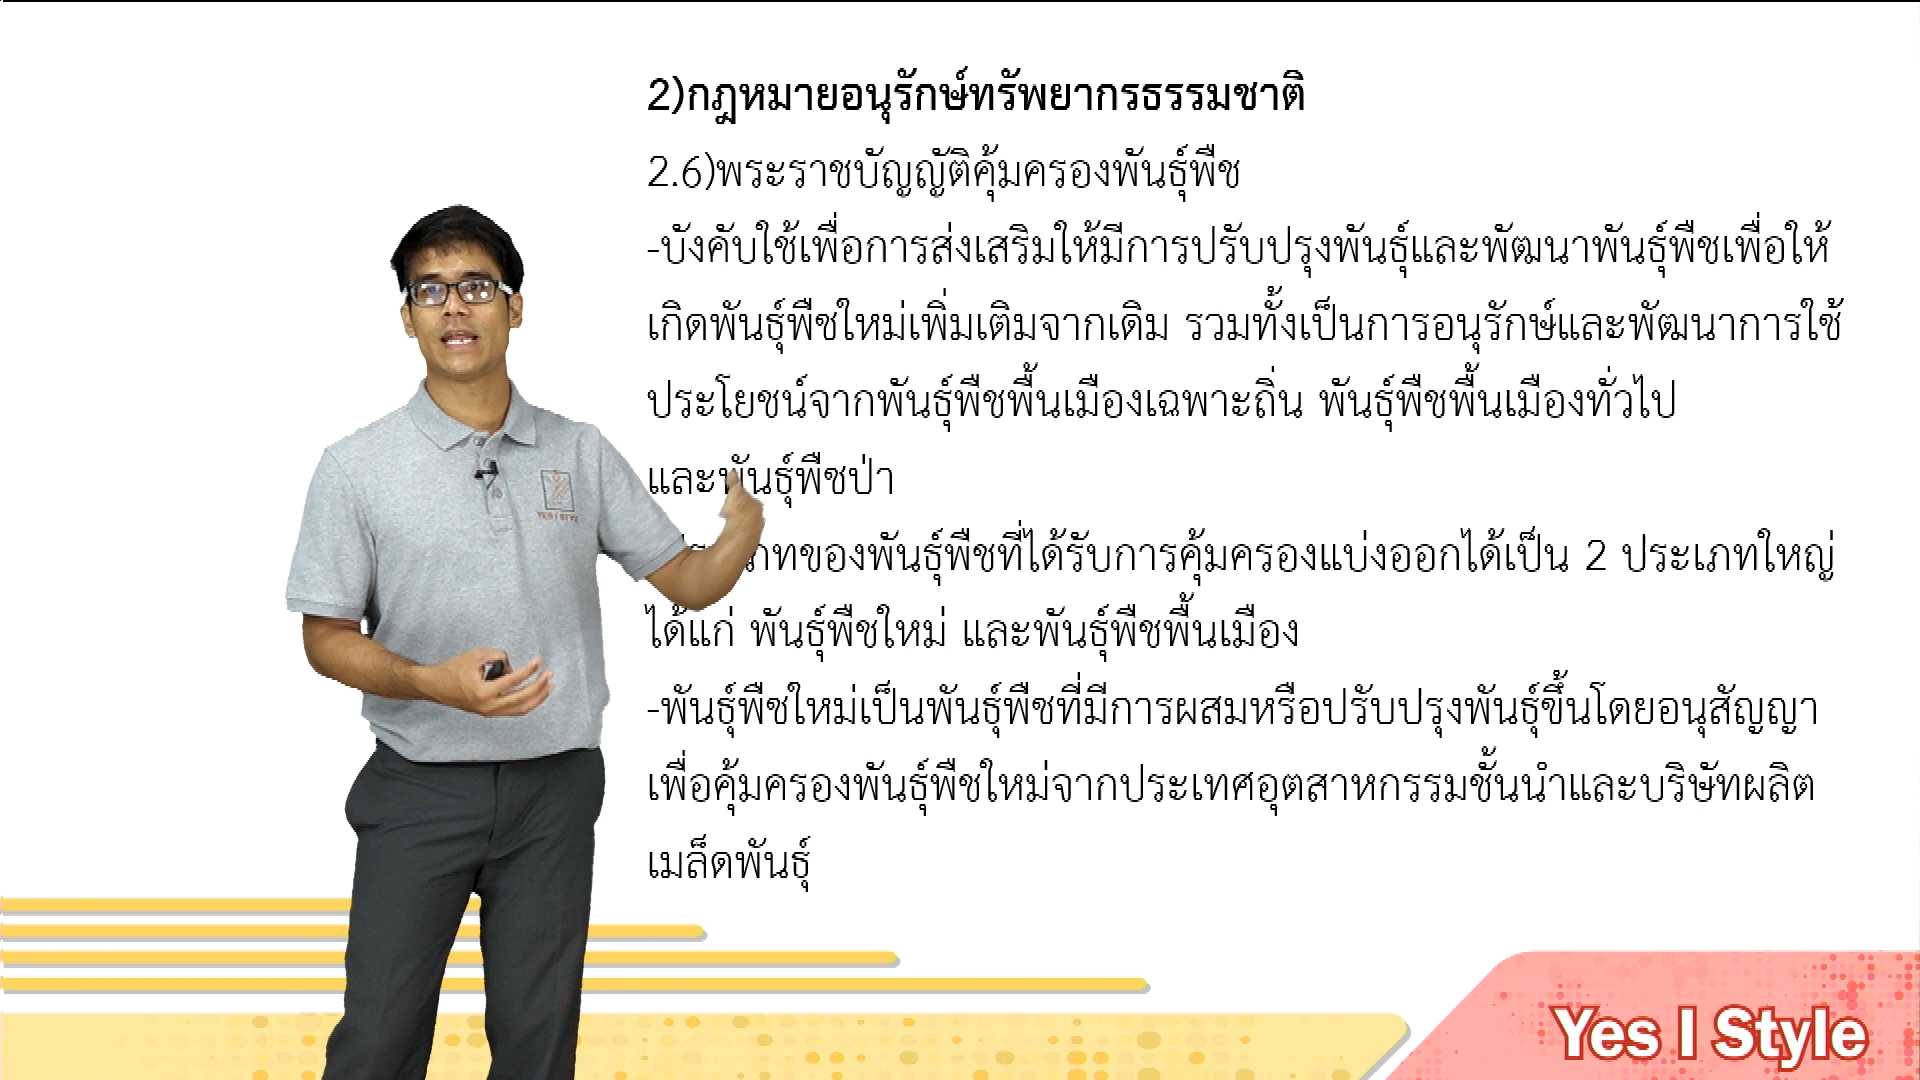 2)กฎหมายอนุรักษ์ทรัพยากรธรรมชาติ
2.6)พระราชบัญญัติคุ้มครองพันธุ์พืช
-บังคับใช้เพื่อการส่งเสริมให้มีการปรับปรุงพันธุ์และพัฒนาพันธุ์พืชเพื่อให้
เกิดพันธุ์พืชใหม่เพิ่มเติมจากเดิม รวมทั้งเป็นการอนุรักษ์และพัฒนาการใช้
ประโยชน์จากพันธุ์พืชพื้นเมืองเฉพาะถิ่น พันธุ์พืชพื้นเมืองทั่วไป
และพันธุ์พืชป่า
ภทของพันธุ์พืชที่ได้รับการคุ้มครองแบ่งออกได้เป็น 2 ประเภทใหญ่
ได้แก่ พันธุ์พืชใหม่ และพันธุ์พืชพื้นเมือง
-พันธุ์พืชใหม่เป็นพันธุ์พืชที่มีการผสมหรือปรับปรุงพันธุ์ขึ้นโดยอนุสัญญา
เพื่อคุ้มครองพันธุ์พืชใหม่จากประเทศอุตสาหกรรมชั้นนำและบริษัทผลิต
เมล็ดพันธุ์
YES I STYLE
Yes I Style